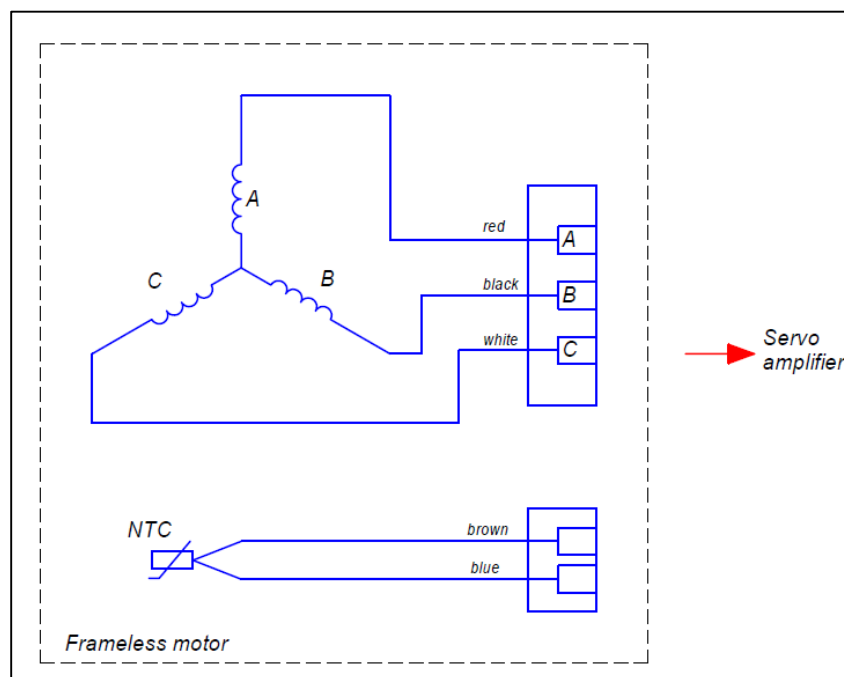 A
red
A
C
B
black
B
white
C
Servo
amplifier
NTC
brown
blue
Frameless motor